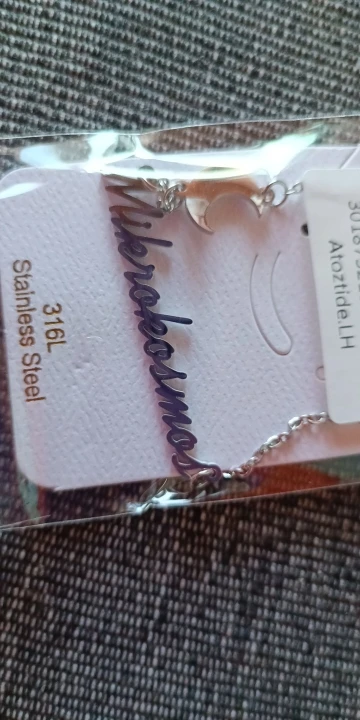 Mikrokosmos
316L
Stainless Steel
Atoztide.LH